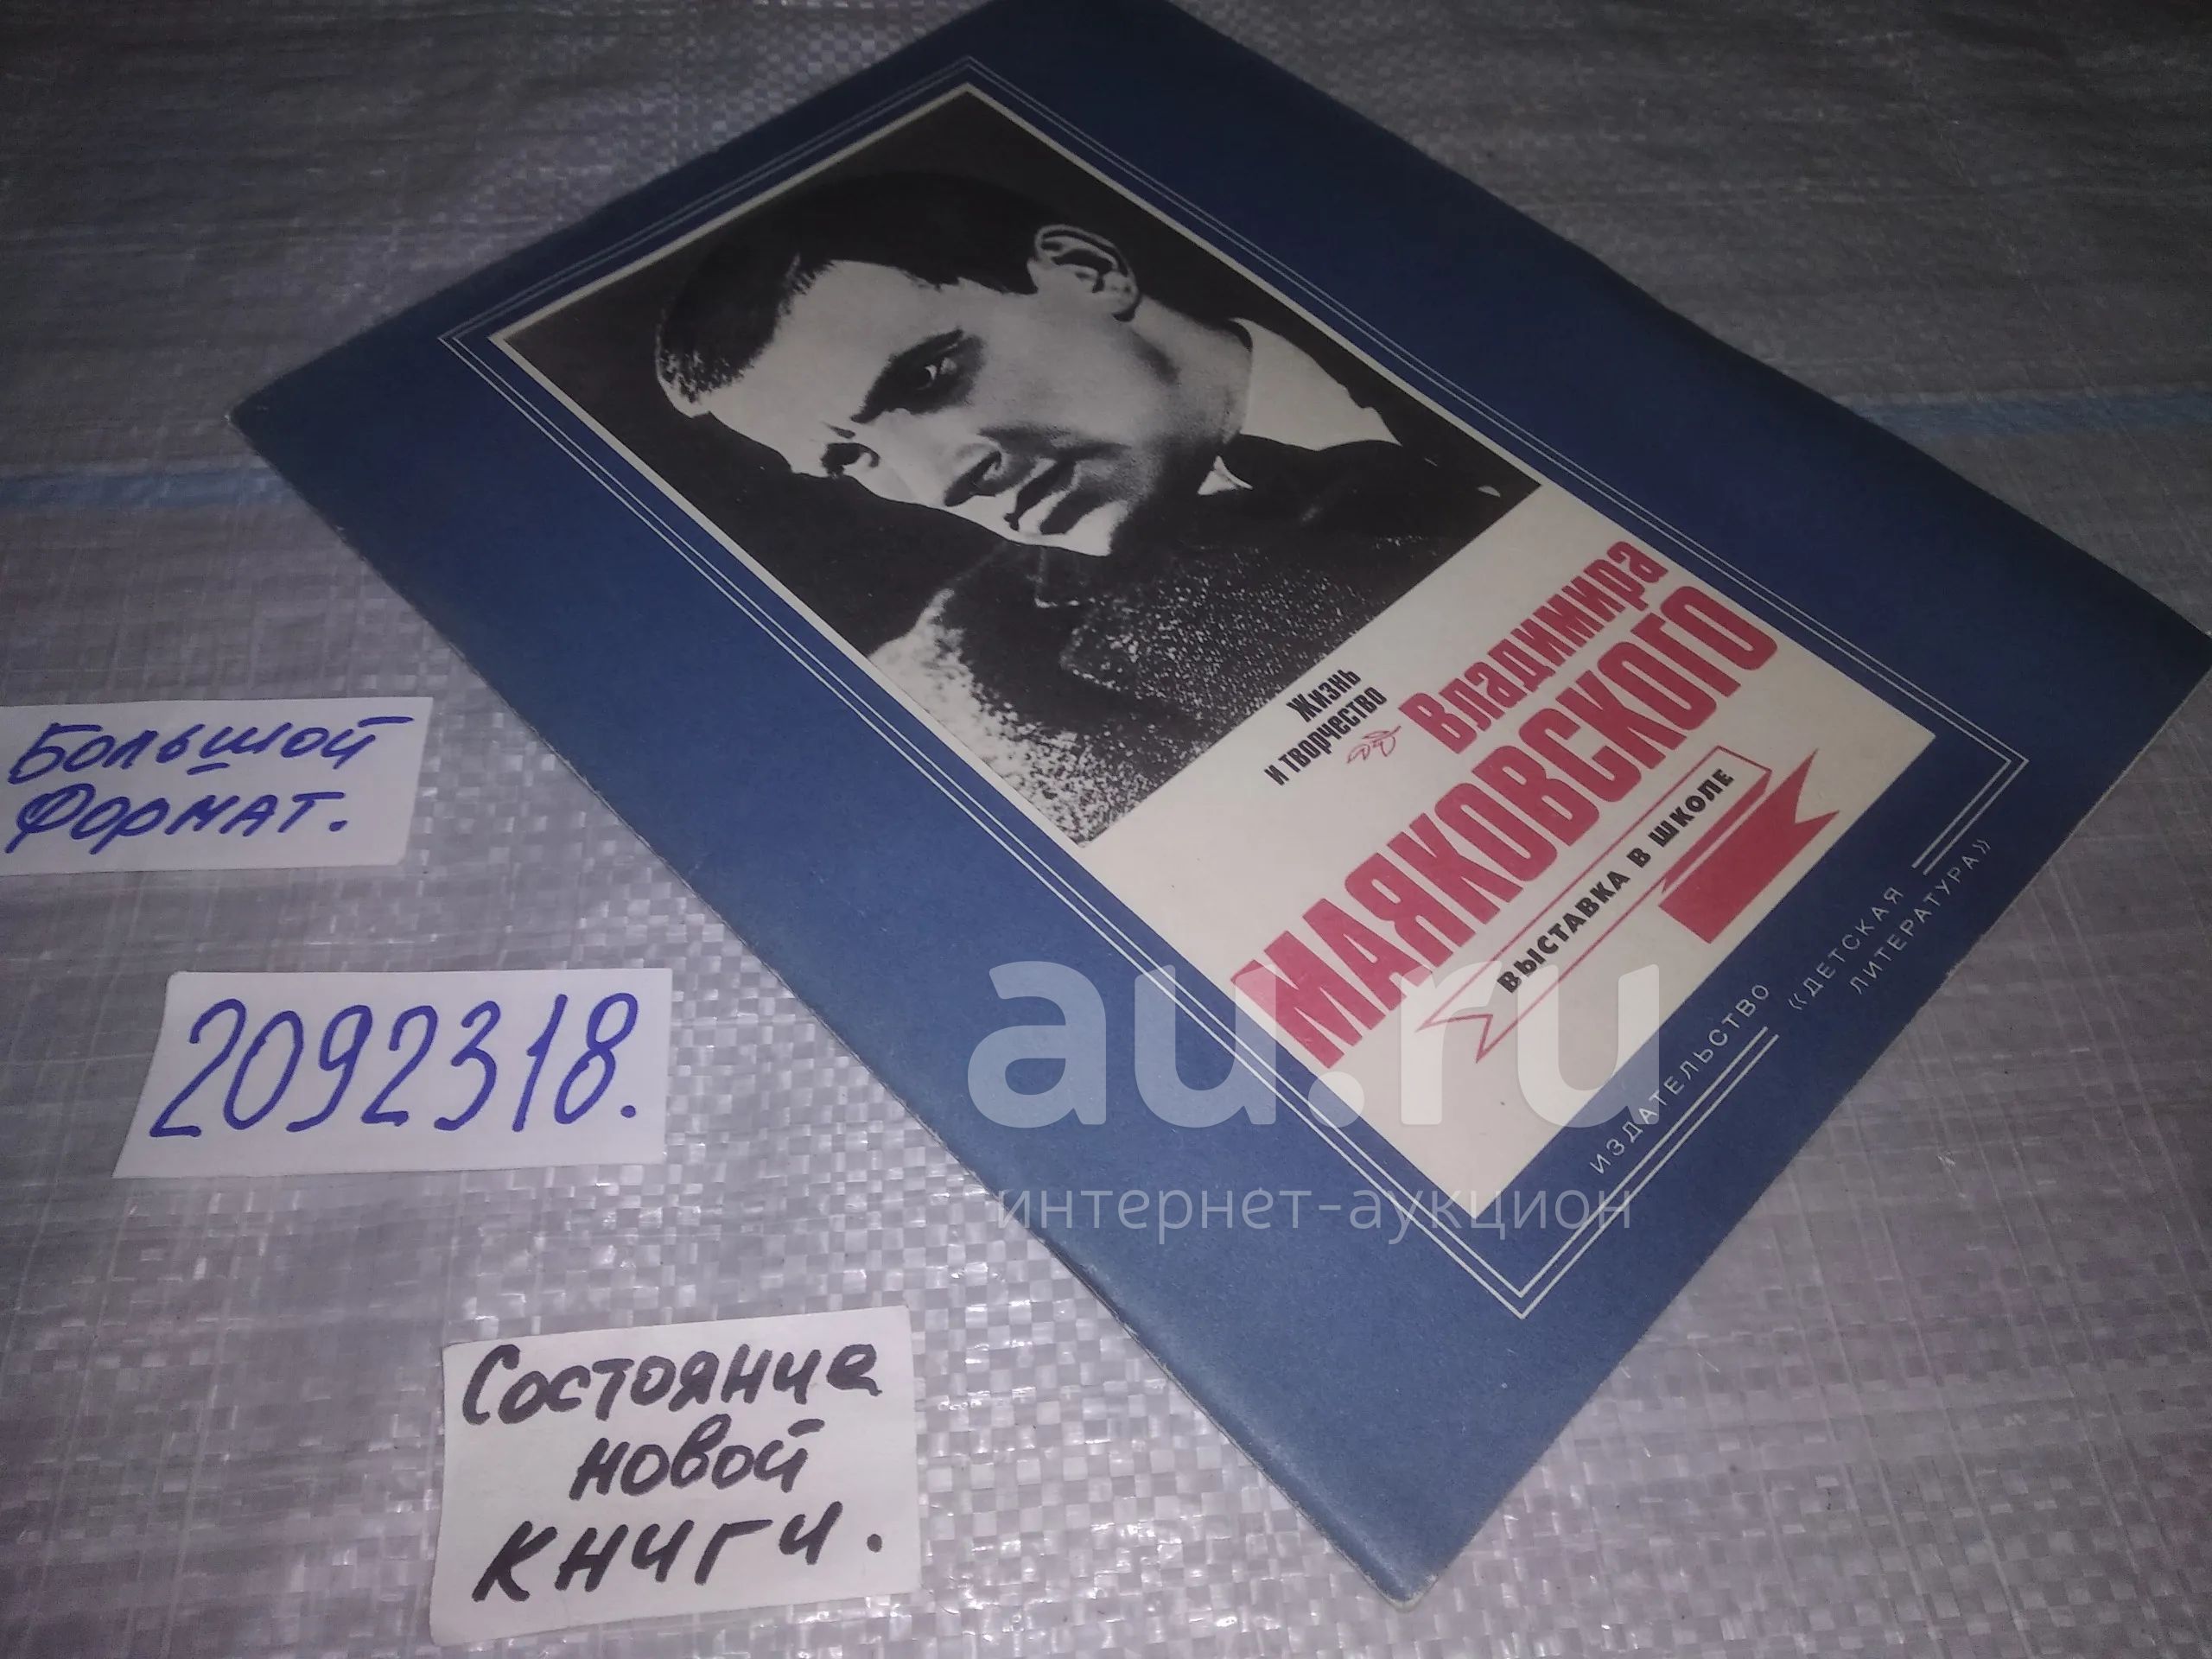 Жизнь
и творчество
Владимира
МАЯКОВСКОГО
ВЫСТАВКА В ШКОЛЕ
ИЗДАТЕЛЬСТВО
«ДЕТСКАЯ
ЛИТЕРАТУРА»
Большой
Формат.
2092318.
Состояние
новой
книги.
au.ru
интернет-аукцион